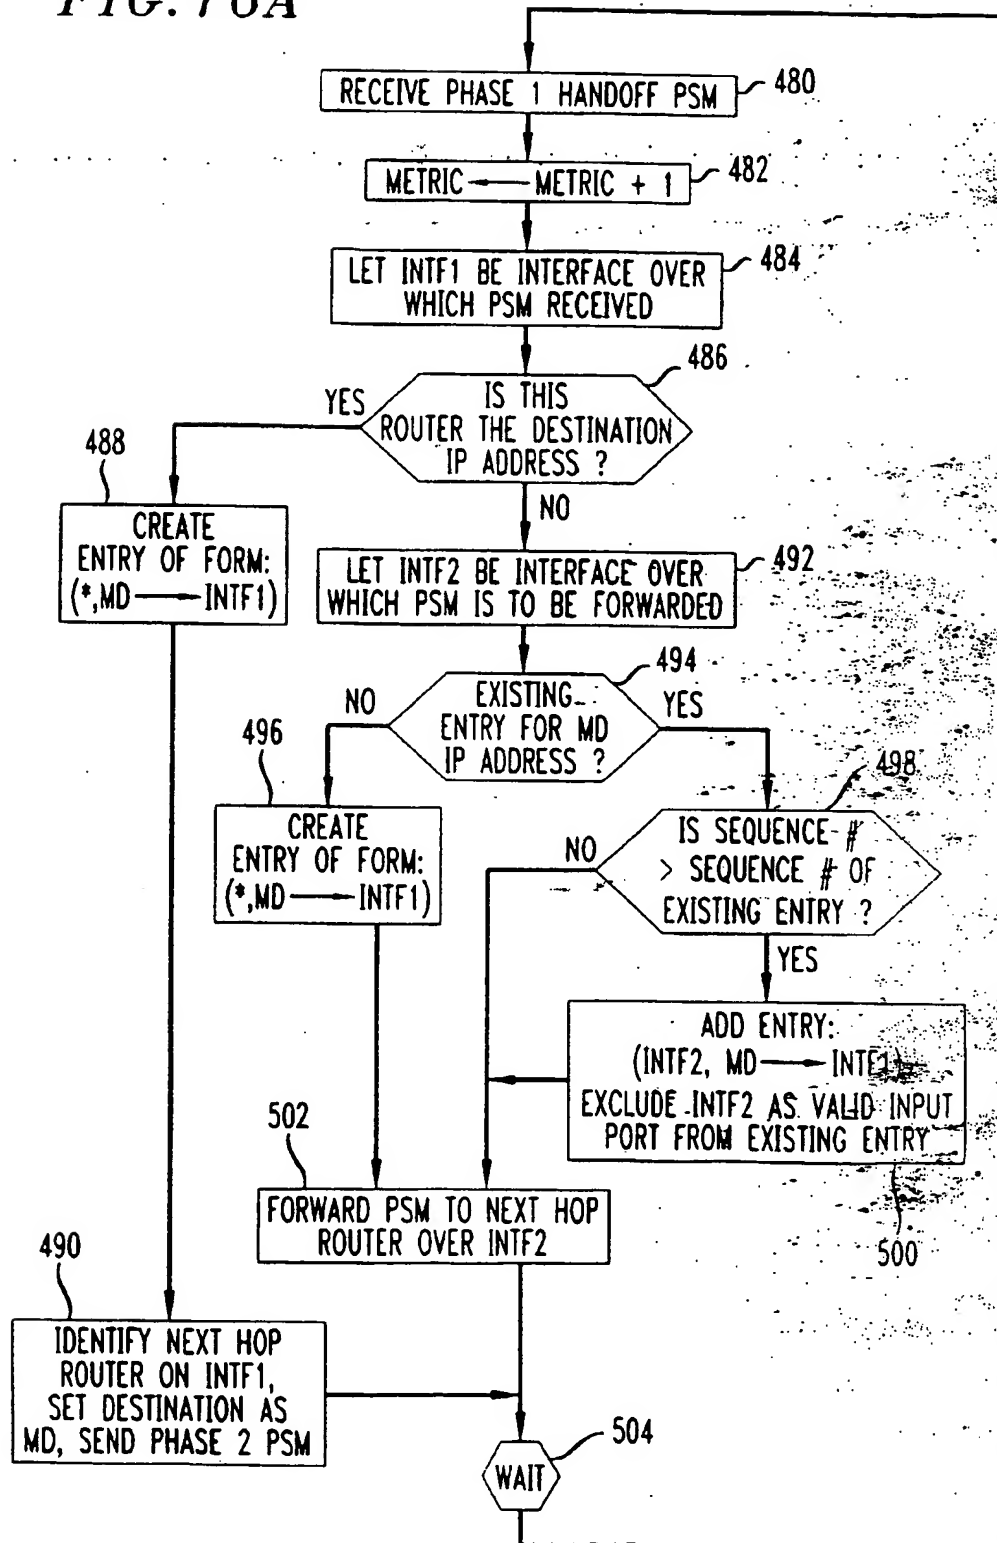 FIG. 16A
RECEIVE PHASE 1 HANDOFF PSM
480
METRIC ← METRIC + 1
482
LET INTF1 BE INTERFACE OVER
WHICH PSM RECEIVED
484
IS THIS
ROUTER THE DESTINATION
IP ADDRESS ?
486
YES
NO
488
CREATE
ENTRY OF FORM:
(*,MD → INTF1)
LET INTF2 BE INTERFACE OVER
WHICH PSM IS TO BE FORWARDED
492
EXISTING
ENTRY FOR MD
IP ADDRESS ?
494
NO
YES
496
CREATE
ENTRY OF FORM:
(*,MD → INTF1)
498
IS SEQUENCE #
> SEQUENCE # OF
EXISTING ENTRY ?
NO
YES
ADD ENTRY:
(INTF2, MD → INTF1)
EXCLUDE INTF2 AS VALID INPUT
PORT FROM EXISTING ENTRY
500
502
FORWARD PSM TO NEXT HOP
ROUTER OVER INTF2
490
IDENTIFY NEXT HOP
ROUTER ON INTF1,
SET DESTINATION AS
MD, SEND PHASE 2 PSM
504
WAIT